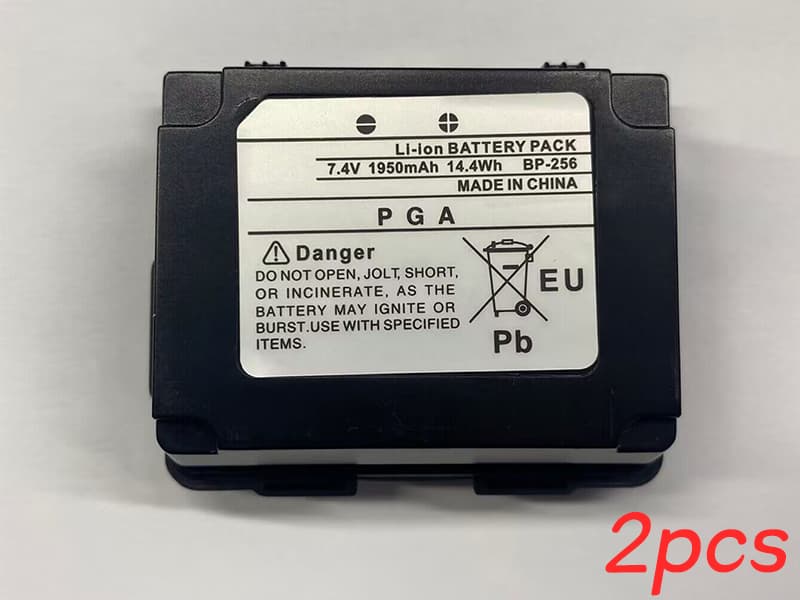 Li-ion BATTERY PACK
7.4V 1950mAh 14.4Wh BP-256
MADE IN CHINA
P G A
Danger
DO NOT OPEN, JOLT, SHORT,
OR INCINERATE, AS THE
BATTERY MAY IGNITE OR
BURST.USE WITH SPECIFIED
ITEMS.
EU
Pb
2pcs